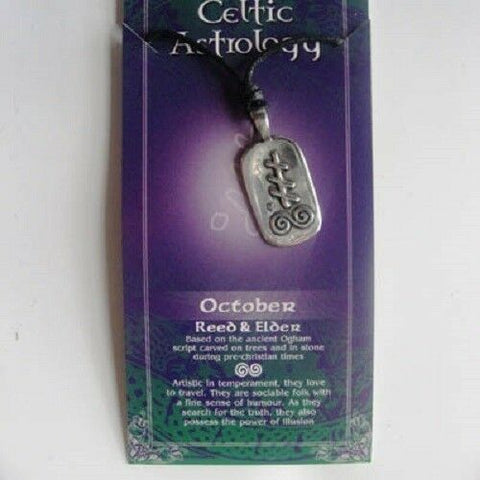 Celtic
Astrology
October
Reed & Elder
Based on the ancient Ogham
script carved on trees and in stone
during pre-christian times
Artistic in temperament, they love
to travel. They are sociable folk with
a fine sense of humour. As they
search for the truth, they also
possess the power of illusion